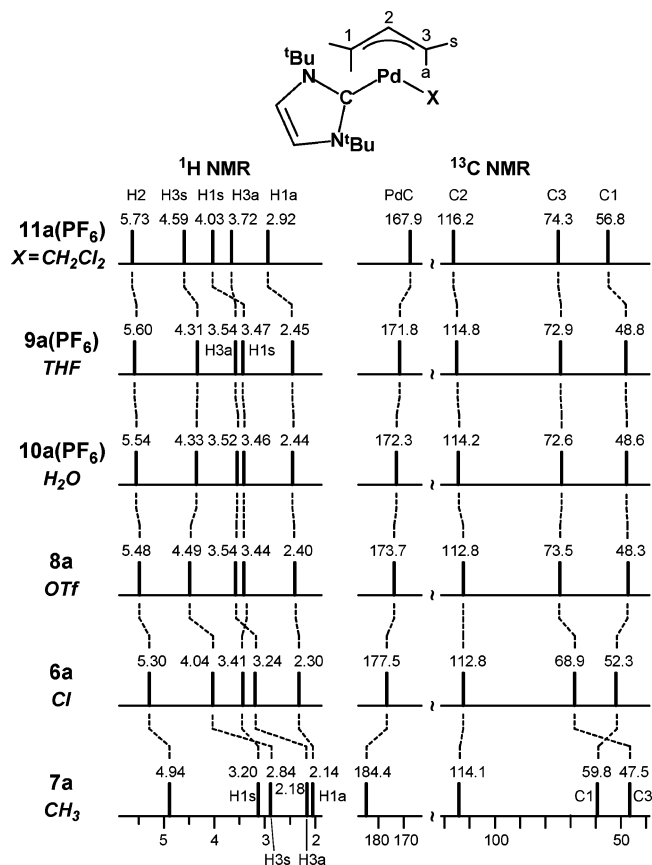 2
1
3
s
a
tBu
N
Pd
C
X
NtBu
1H NMR
13C NMR
H2 H3s H1s H3a H1a PdC C2 C3 C1
5.73 4.59 4.03 3.72 2.92 167.9 116.2 74.3 56.8
11a(PF6)
X=CH2Cl2
~
5.60 4.31 3.54 3.47 2.45 171.8 114.8 72.9 48.8
9a(PF6)
H3a H1s
THF
~
5.54 4.33 3.52 3.46 2.44 172.3 114.2 72.6 48.6
10a(PF6)
H2O
~
5.48 4.49 3.54 3.44 2.40 173.7 112.8 73.5 48.3
8a
OTf
~
5.30 4.04 3.41 3.24 2.30 177.5 112.8 68.9 52.3
6a
Cl
~
4.94 3.20 2.84 2.14 184.4 114.1 59.8 47.5
7a
2.18
H1s H1a C1 C3
CH3
~
5 4 3 2 180 170 100 50
H3s H3a